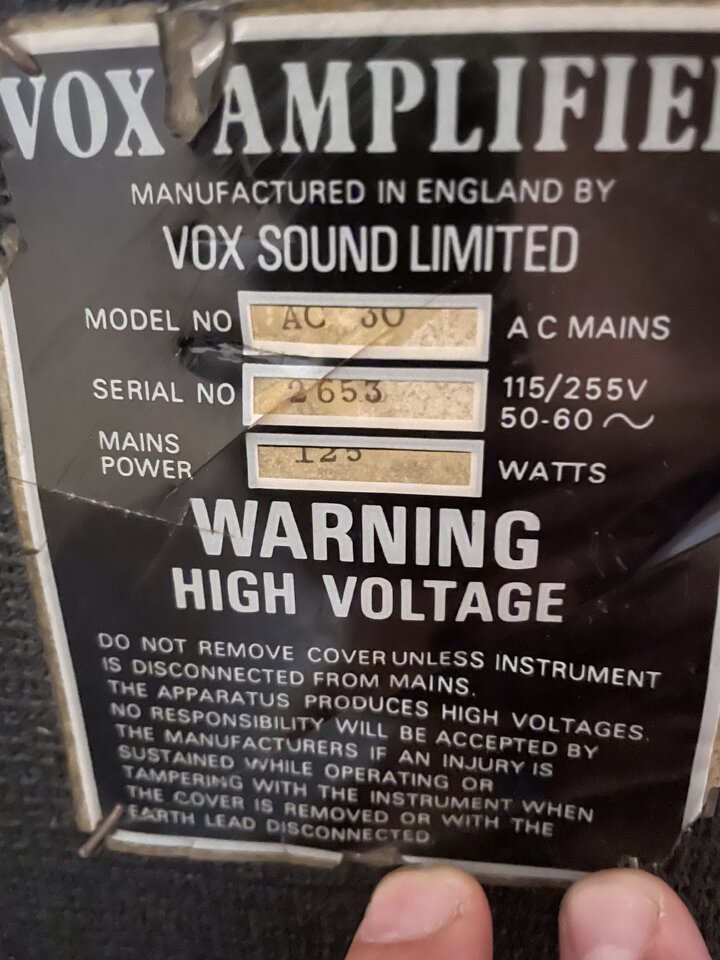 VOX AMPLIFIE
MANUFACTURED IN ENGLAND BY
VOX SOUND LIMITED
MODEL NO AC 30 A C MAINS
SERIAL NO 2653 115/255V
50-60 ~
MAINS
POWER 125 WATTS
WARNING
HIGH VOLTAGE
DO NOT REMOVE COVER UNLESS INSTRUMENT
IS DISCONNECTED FROM MAINS.
THE APPARATUS PRODUCES HIGH VOLTAGES.
NO RESPONSIBILITY WILL BE ACCEPTED BY
THE MANUFACTURERS IF AN INJURY IS
SUSTAINED WHILE OPERATING OR
TAMPERING WITH THE INSTRUMENT WHEN
THE COVER IS REMOVED OR WITH THE
EARTH LEAD DISCONNECTED.